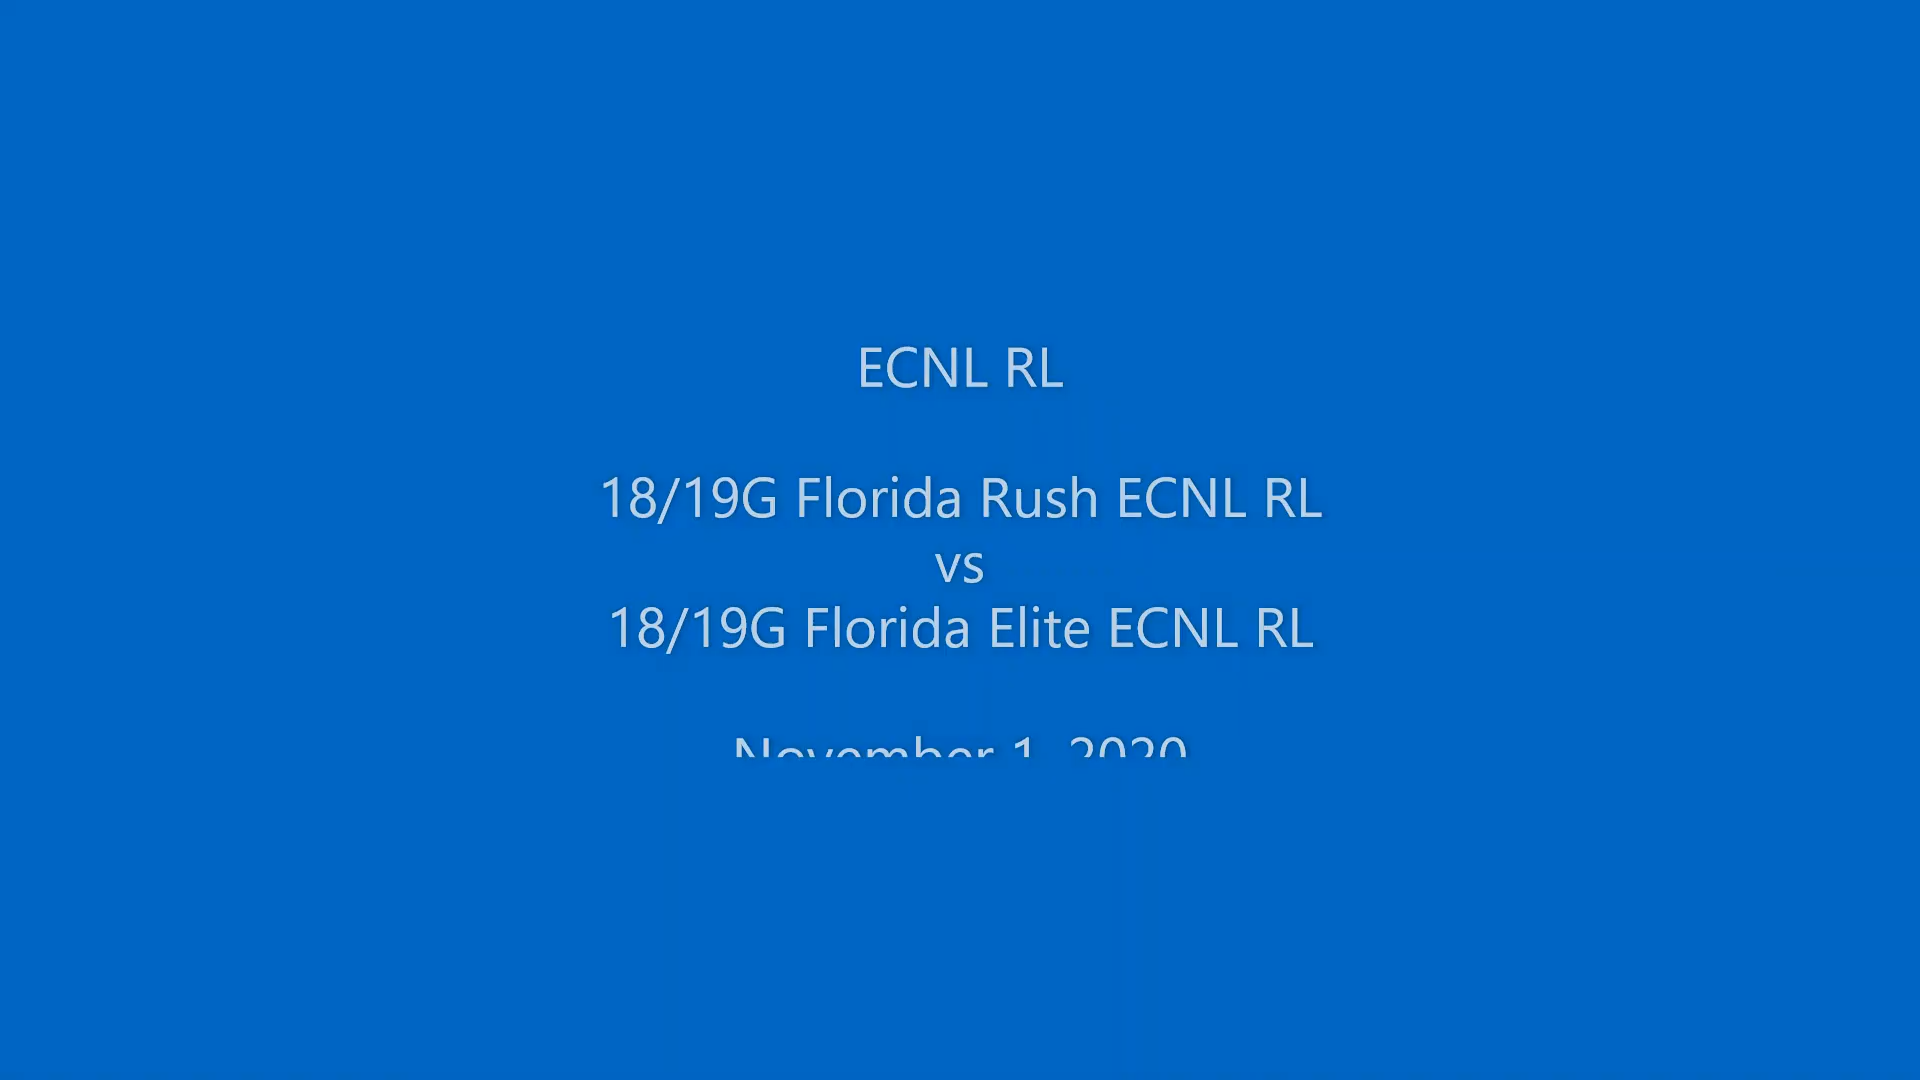 ECNL RL
18/19G Florida Rush ECNL RL
vs
18/19G Florida Elite ECNL RL
November 1, 2020